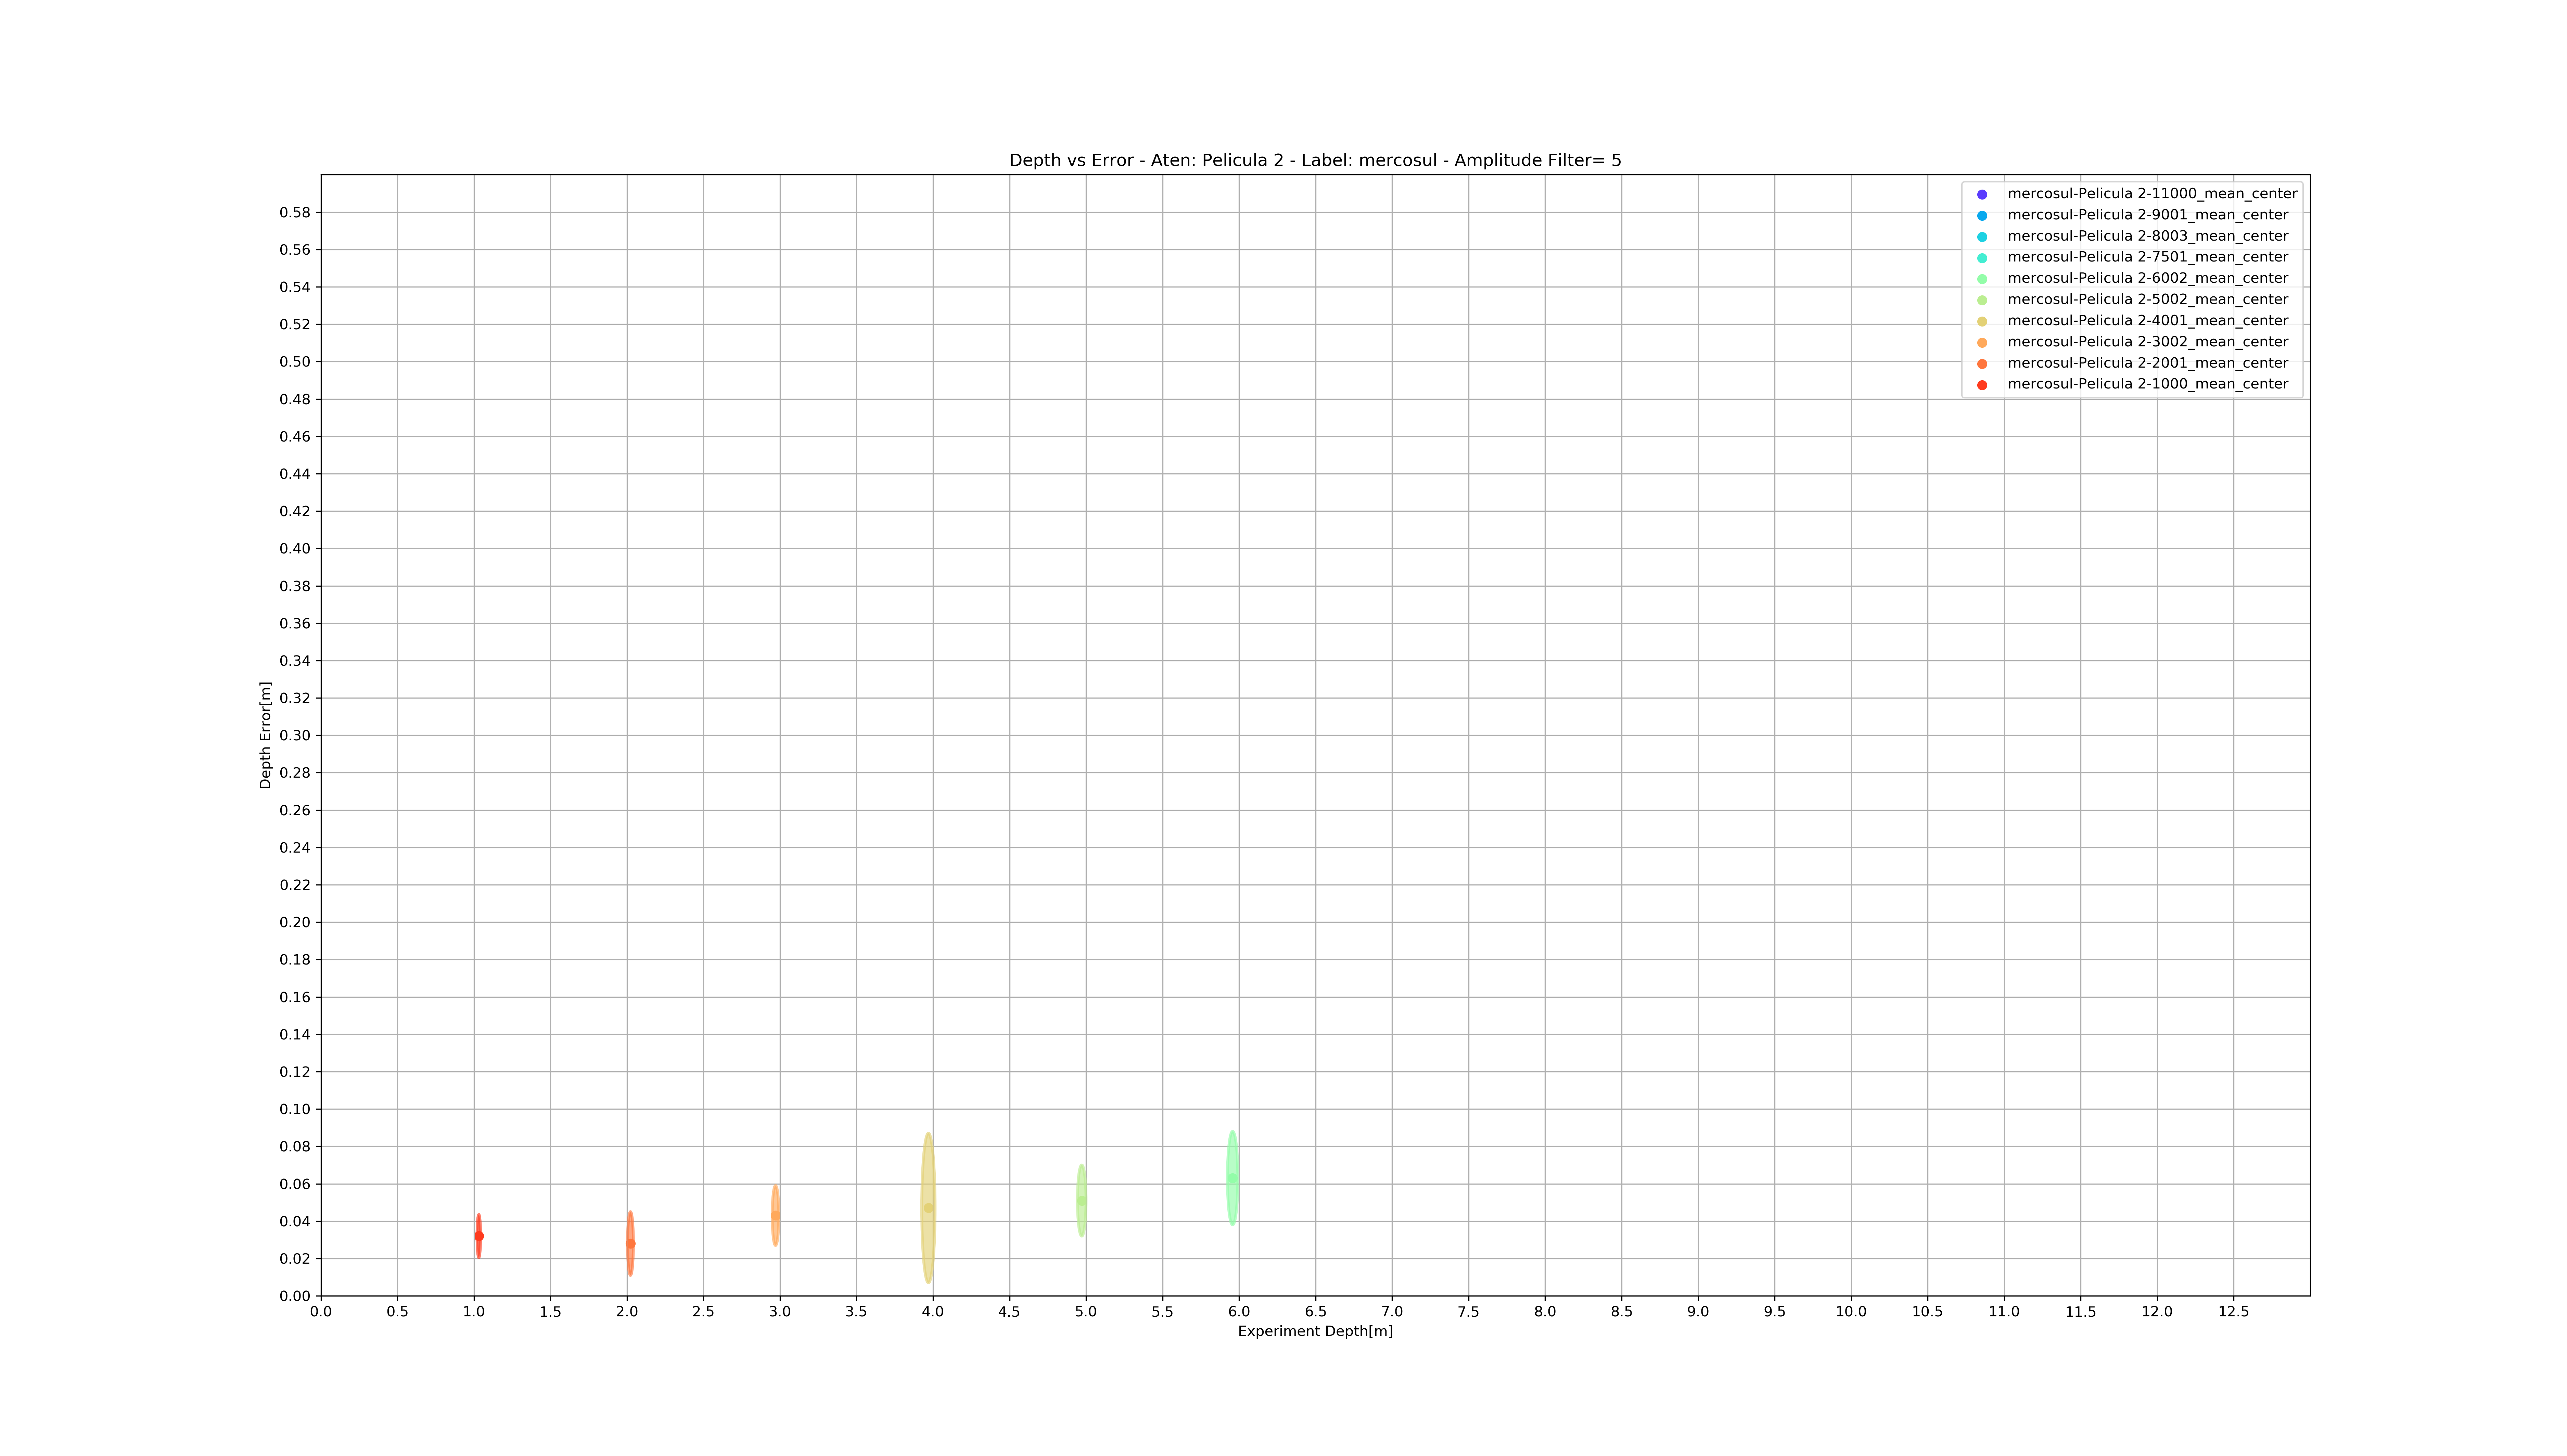 Depth vs Error - Aten: Pelicula 2 - Label: mercosul - Amplitude Filter= 5
mercosul-Pelicula 2-11000_mean_center
mercosul-Pelicula 2-9001_mean_center
mercosul-Pelicula 2-8003_mean_center
mercosul-Pelicula 2-7501_mean_center
mercosul-Pelicula 2-6002_mean_center
mercosul-Pelicula 2-5002_mean_center
mercosul-Pelicula 2-4001_mean_center
mercosul-Pelicula 2-3002_mean_center
mercosul-Pelicula 2-2001_mean_center
mercosul-Pelicula 2-1000_mean_center
Depth Error[m]
0.58
0.56
0.54
0.52
0.50
0.48
0.46
0.44
0.42
0.40
0.38
0.36
0.34
0.32
0.30
0.28
0.26
0.24
0.22
0.20
0.18
0.16
0.14
0.12
0.10
0.08
0.06
0.04
0.02
0.00
0.0 0.5 1.0 1.5 2.0 2.5 3.0 3.5 4.0 4.5 5.0 5.5 6.0 6.5 7.0 7.5 8.0 8.5 9.0 9.5 10.0 10.5 11.0 11.5 12.0 12.5
Experiment Depth[m]